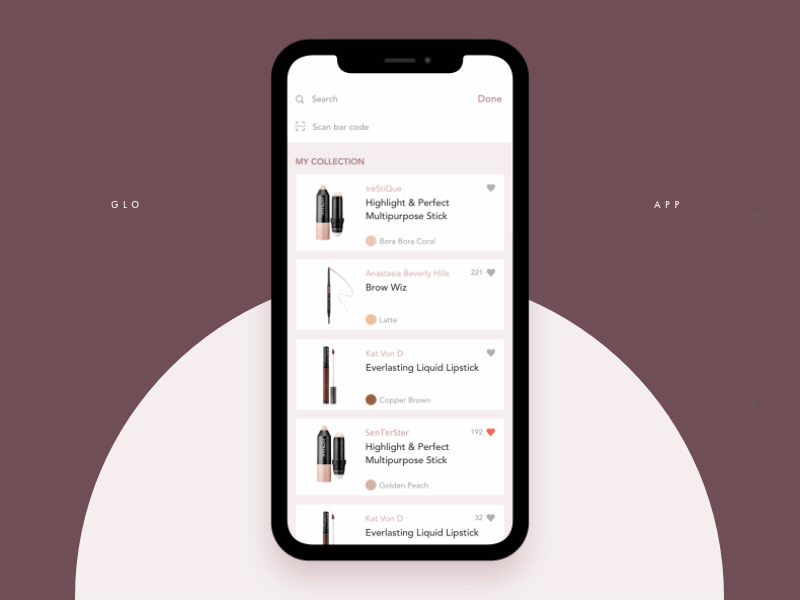 Search
Done
Scan bar code
MY COLLECTION
trèStiQue
Highlight & Perfect
Multipurpose Stick
Bora Bora Coral
GLO
APP
Anastasia Beverly Hills
221
Brow Wiz
Latte
Kat Von D
Everlasting Liquid Lipstick
Copper Brown
SenTerSter
192
Highlight & Perfect
Multipurpose Stick
Golden Peach
Kat Von D
32
Everlasting Liquid Lipstick